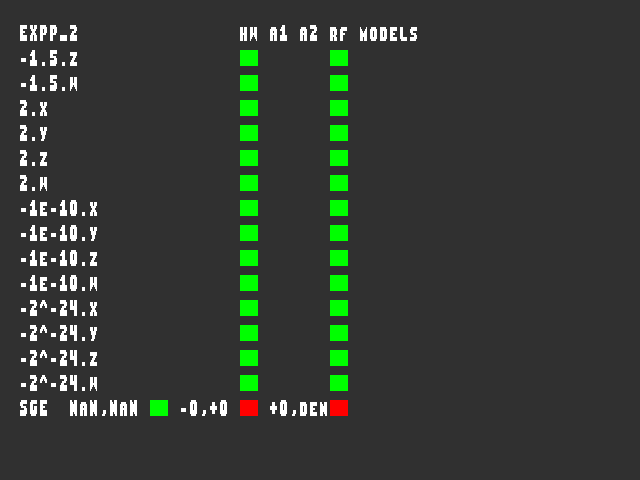 EXPP_2 HW A1 A2 RF MODELS
-1.5.Z
-1.5.W
2.X
2.Y
2.Z
2.W
-1E-10.X
-1E-10.Y
-1E-10.Z
-1E-10.W
-2^-24.X
-2^-24.Y
-2^-24.Z
-2^-24.W
SGE NAN,NAN -0,+0 +0,DEN